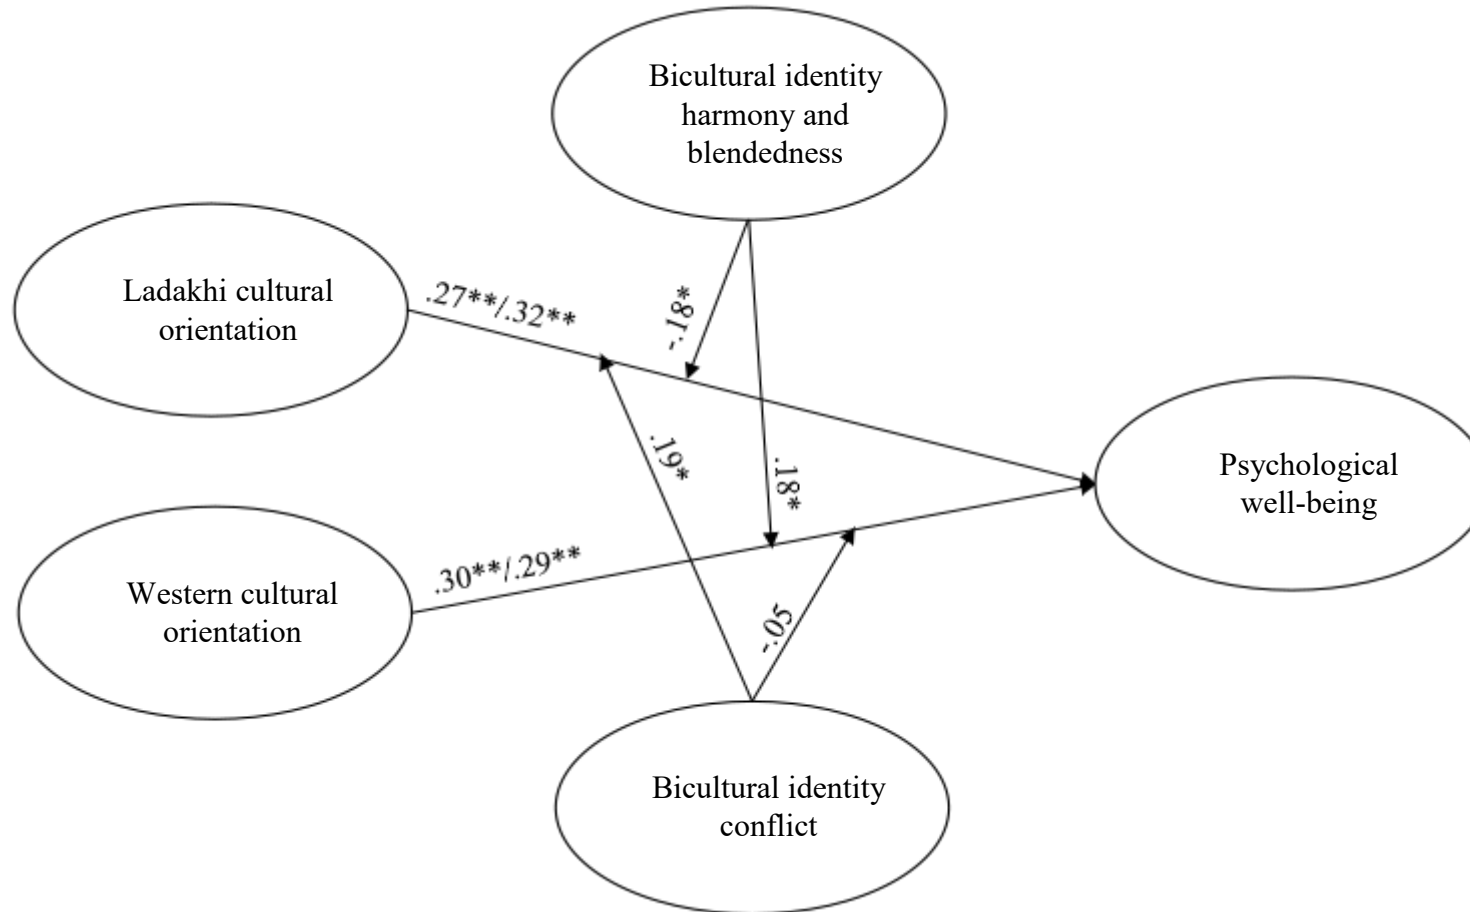 Bicultural identity
harmony and
blendedness
Ladakhi cultural
orientation
.27**/.32**
-.18*
.19*
.18*
Psychological
well-being
Western cultural
orientation
.30**/.29**
-.05
Bicultural identity
conflict